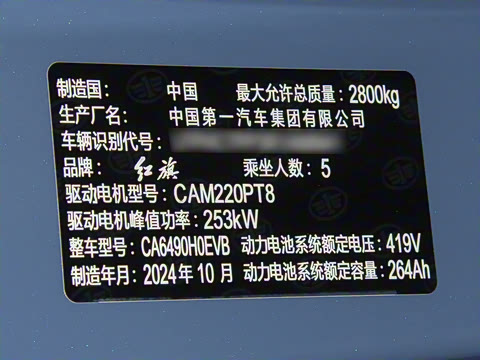 制造国：中国 最大允许总质量：2800kg
生产厂名：中国第一汽车集团有限公司
车辆识别代号：
品牌：红旗 乘坐人数：5
驱动电机型号：CAM220PT8
驱动电机峰值功率：253kW
整车型号：CA6490H0EVB 动力电池系统额定电压：419V
制造年月：2024年10月 动力电池系统额定容量：264Ah